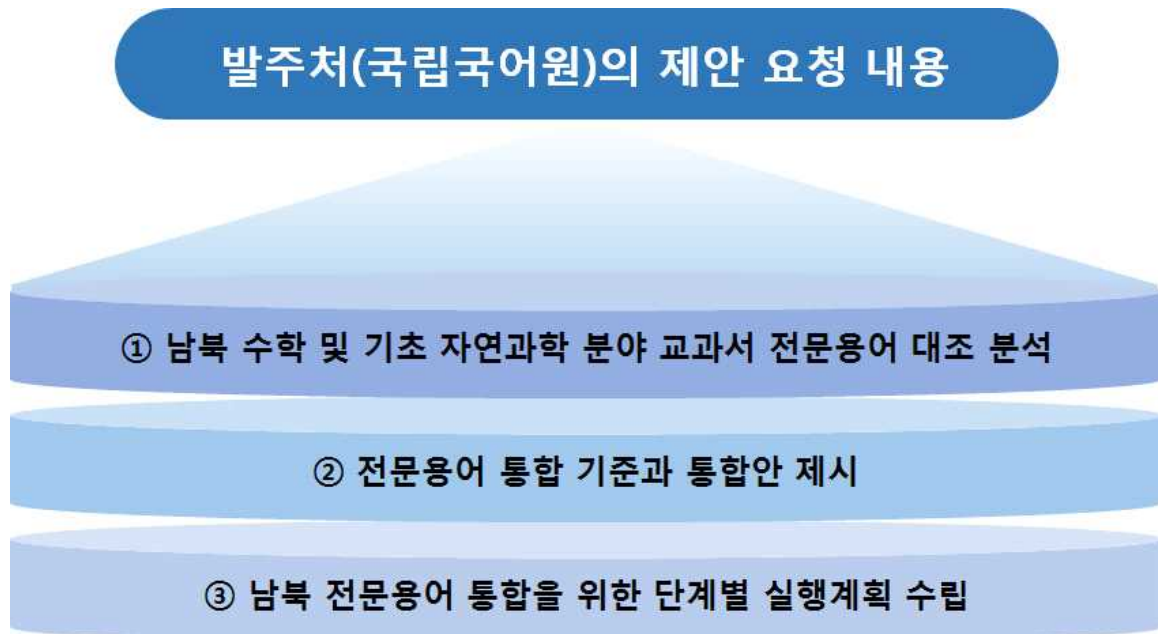 발주처(국립국어원)의 제안 요청 내용
① 남북 수학 및 기초 자연과학 분야 교과서 전문용어 대조 분석
② 전문용어 통합 기준과 통합안 제시
③ 남북 전문용어 통합을 위한 단계별 실행계획 수립